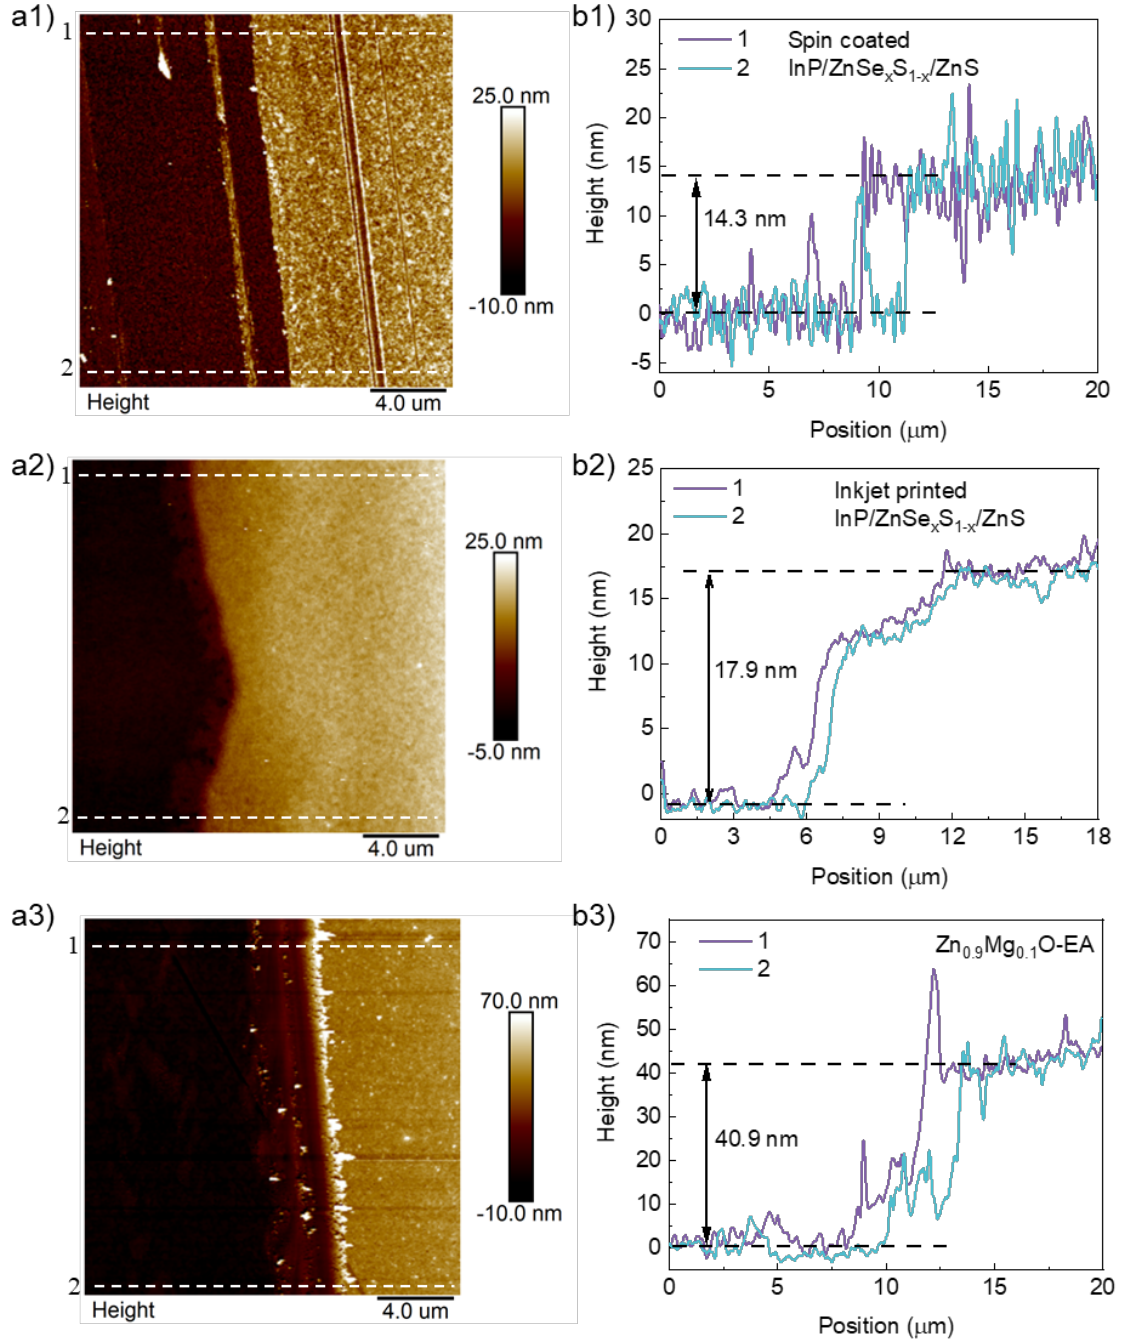 a1)
1
2
Height
4.0 um
25.0 nm
-10.0 nm
b1)
1
2
Spin coated
InP/ZnSeₓS₁₋ₓ/ZnS
14.3 nm
Height (nm)
30
25
20
15
10
5
0
-5
0
5
10
15
20
Position (μm)
a2)
1
2
Height
4.0 um
25.0 nm
-5.0 nm
b2)
1
2
Inkjet printed
InP/ZnSeₓS₁₋ₓ/ZnS
17.9 nm
Height (nm)
25
20
15
10
5
0
0
3
6
9
12
15
18
Position (μm)
a3)
1
2
Height
4.0 um
70.0 nm
-10.0 nm
b3)
1
2
Zn₀.₉Mg₀.₁O-EA
40.9 nm
Height (nm)
70
60
50
40
30
20
10
0
0
5
10
15
20
Position (μm)